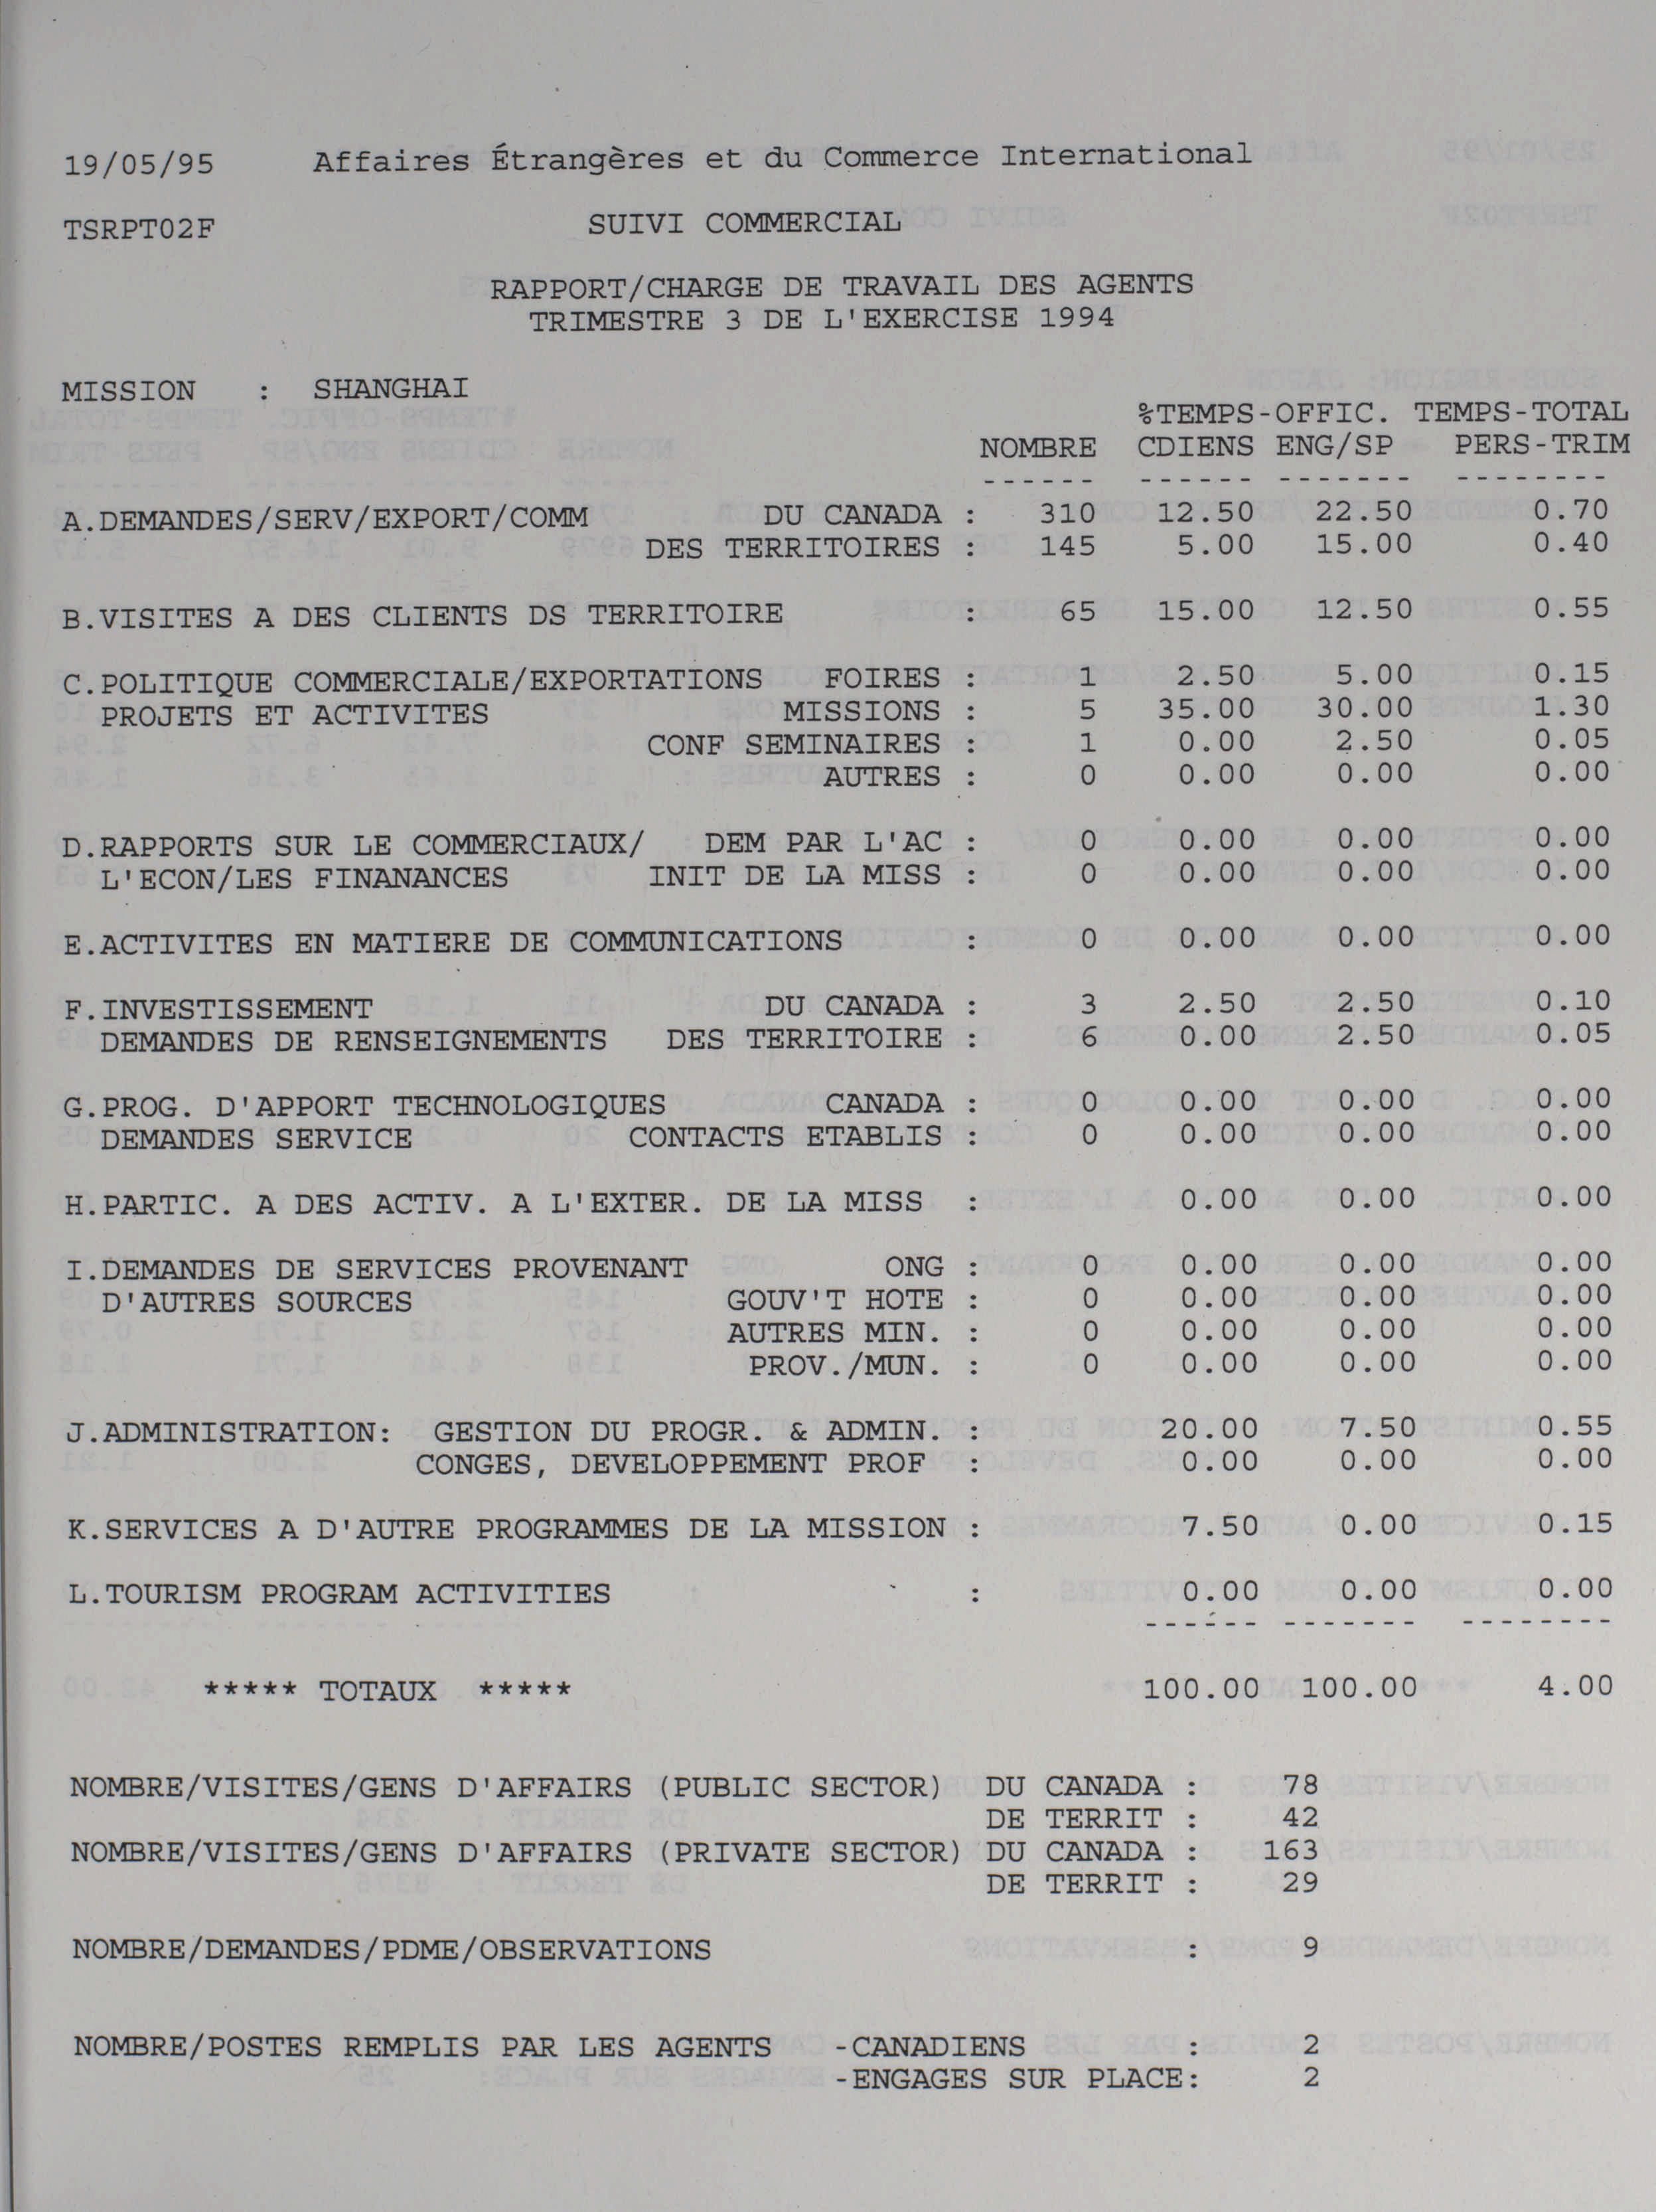 19/05/95 Affaires Étrangères et du Commerce International
TSRPT02F SUIVI COMMERCIAL
RAPPORT/CHARGE DE TRAVAIL DES AGENTS
TRIMESTRE 3 DE L'EXERCISE 1994
MISSION : SHANGHAI
%TEMPS-OFFIC. TEMPS-TOTAL
NOMBRE CDIENS ENG/SP PERS-TRIM
------ ------ ------- --------
A.DEMANDES/SERV/EXPORT/COMM DU CANADA : 310 12.50 22.50 0.70
DES TERRITOIRES : 145 5.00 15.00 0.40
B.VISITES A DES CLIENTS DS TERRITOIRE : 65 15.00 12.50 0.55
C.POLITIQUE COMMERCIALE/EXPORTATIONS FOIRES : 1 2.50 5.00 0.15
PROJETS ET ACTIVITES MISSIONS : 5 35.00 30.00 1.30
CONF SEMINAIRES : 1 0.00 2.50 0.05
AUTRES : 0 0.00 0.00 0.00
D.RAPPORTS SUR LE COMMERCIAUX/ DEM PAR L'AC : 0 0.00 0.00 0.00
L'ECON/LES FINANANCES INIT DE LA MISS : 0 0.00 0.00 0.00
E.ACTIVITES EN MATIERE DE COMMUNICATIONS : 0 0.00 0.00 0.00
F.INVESTISSEMENT DU CANADA : 3 2.50 2.50 0.10
DEMANDES DE RENSEIGNEMENTS DES TERRITOIRE : 6 0.00 2.50 0.05
G.PROG. D'APPORT TECHNOLOGIQUES CANADA : 0 0.00 0.00 0.00
DEMANDES SERVICE CONTACTS ETABLIS : 0 0.00 0.00 0.00
H.PARTIC. A DES ACTIV. A L'EXTER. DE LA MISS : 0.00 0.00 0.00
I.DEMANDES DE SERVICES PROVENANT ONG : 0 0.00 0.00 0.00
D'AUTRES SOURCES GOUV'T HOTE : 0 0.00 0.00 0.00
AUTRES MIN. : 0 0.00 0.00 0.00
PROV./MUN. : 0 0.00 0.00 0.00
J.ADMINISTRATION: GESTION DU PROGR. & ADMIN. : 20.00 7.50 0.55
CONGES, DEVELOPPEMENT PROF : 0.00 0.00 0.00
K.SERVICES A D'AUTRE PROGRAMMES DE LA MISSION : 7.50 0.00 0.15
L.TOURISM PROGRAM ACTIVITIES : 0.00 0.00 0.00
------ ------- --------
***** TOTAUX ***** 100.00 100.00 4.00
NOMBRE/VISITES/GENS D'AFFAIRS (PUBLIC SECTOR) DU CANADA : 78
DE TERRIT : 42
NOMBRE/VISITES/GENS D'AFFAIRS (PRIVATE SECTOR) DU CANADA : 163
DE TERRIT : 29
NOMBRE/DEMANDES/PDME/OBSERVATIONS : 9
NOMBRE/POSTES REMPLIS PAR LES AGENTS -CANADIENS : 2
-ENGAGES SUR PLACE: 2